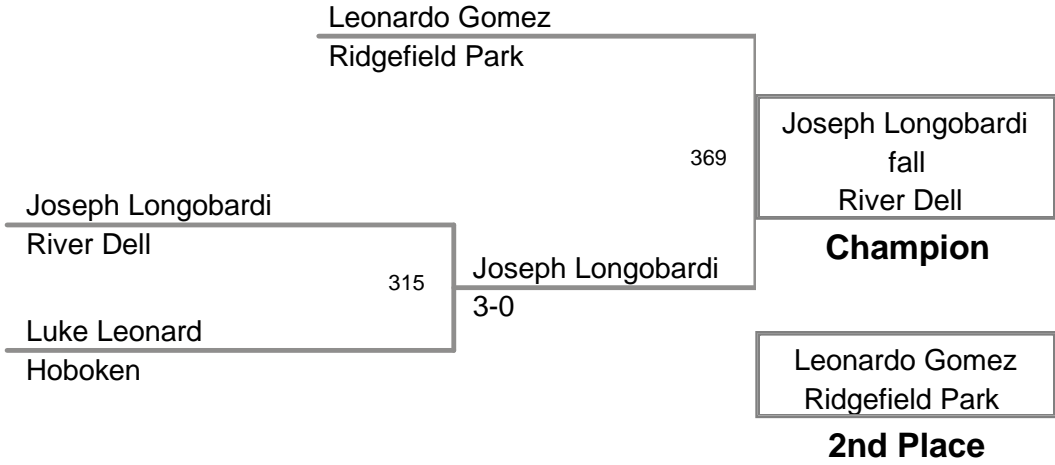 Leonardo Gomez
Ridgefield Park
Joseph Longobardi
fall
River Dell
Champion
369
Joseph Longobardi
River Dell
315
Joseph Longobardi
3-0
Luke Leonard
Hoboken
Leonardo Gomez
Ridgefield Park
2nd Place